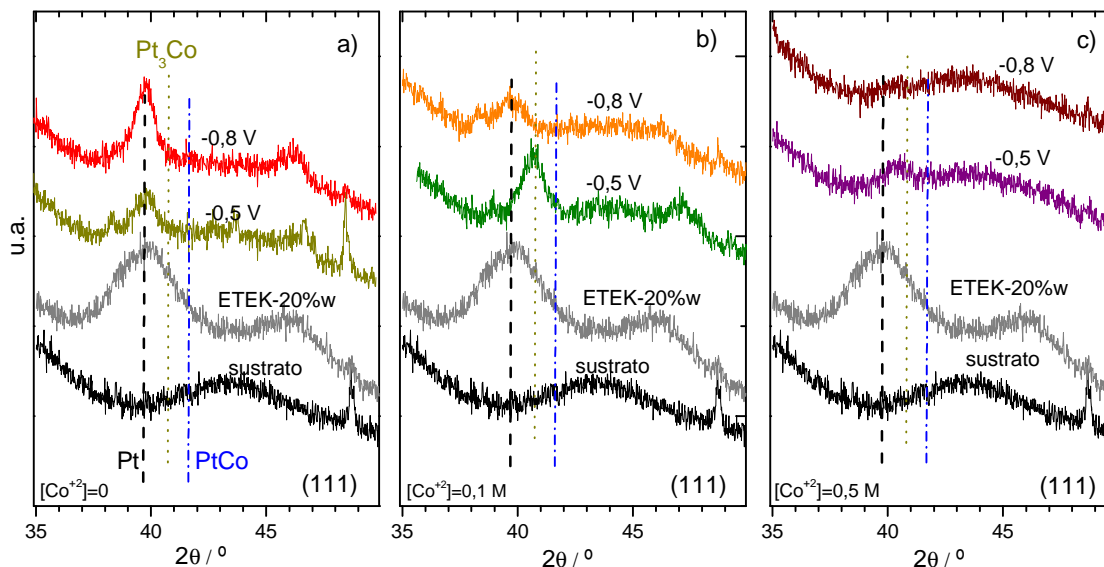 a)
Pt₃Co
-0,8 V
-0,5 V
ETEK-20%w
sustrato
Pt
PtCo
[Co⁺²]=0
(111)
35 40 45
2θ / º
u.a.
b)
-0,8 V
-0,5 V
ETEK-20%w
sustrato
[Co⁺²]=0,1 M
(111)
35 40 45
2θ / º
c)
-0,8 V
-0,5 V
ETEK-20%w
sustrato
[Co⁺²]=0,5 M
(111)
35 40 45
2θ / º